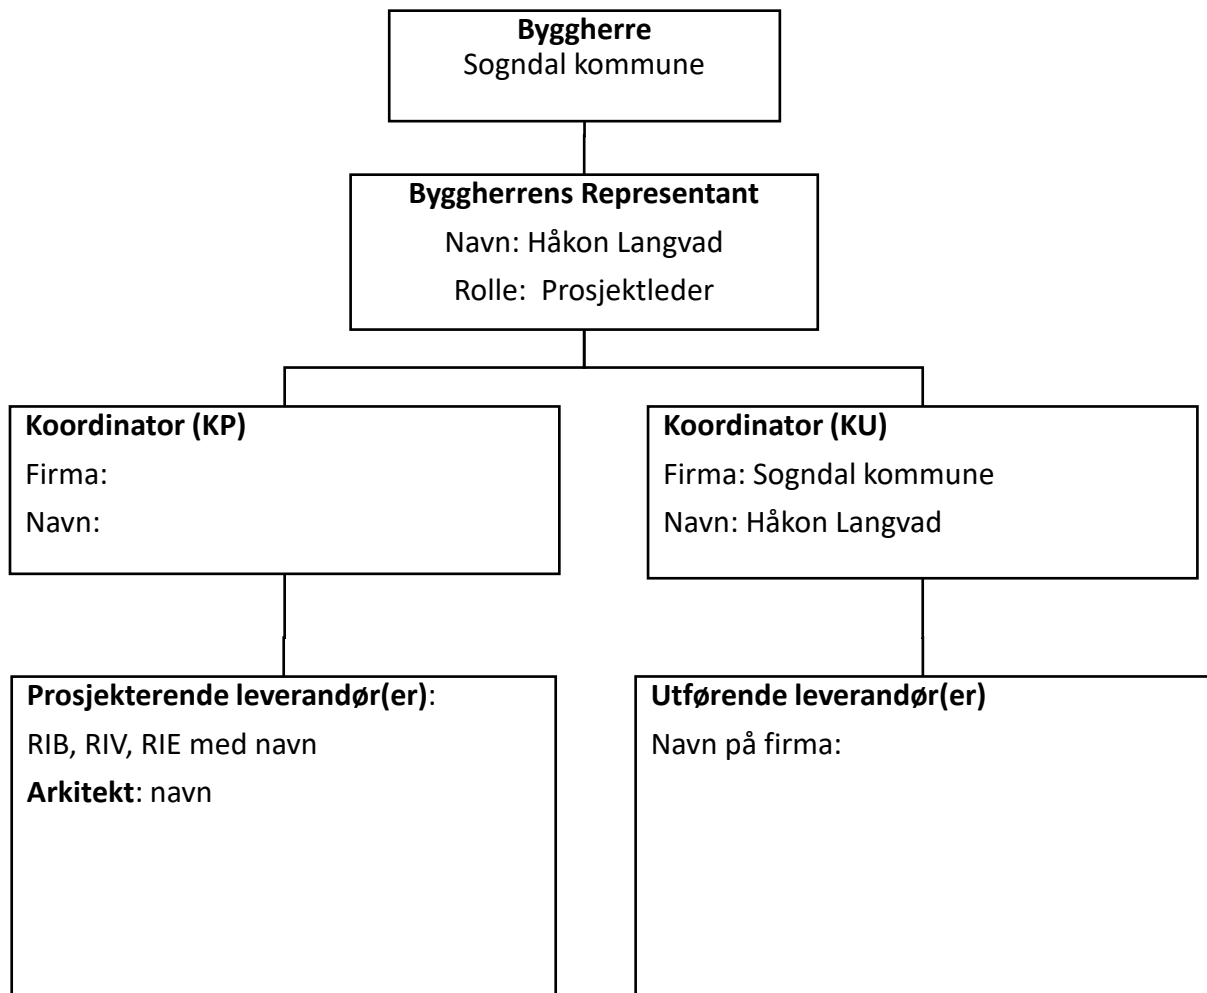 Byggherre
Sogndal kommune
Byggherrens Representant
Navn: Håkon Langvad
Rolle:  Prosjektleder
Koordinator (KP)
Firma:
Navn:
Koordinator (KU)
Firma: Sogndal kommune
Navn: Håkon Langvad
Prosjekterende leverandør(er):
RIB, RIV, RIE med navn
Arkitekt: navn
Utførende leverandør(er)
Navn på firma: